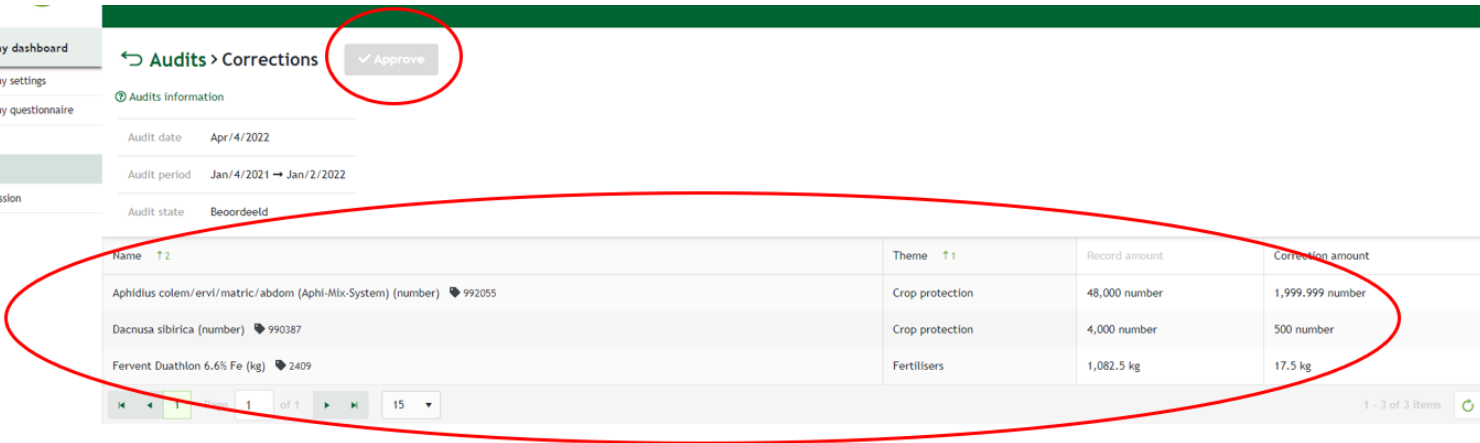 ny dashboard
Audits > Corrections
Approve
ny settings
Audits information
ny questionnaire
Audit date Apr/4/2022
Audit period Jan/4/2021 → Jan/2/2022
ssion
Audit state Beoordeeld
Name ↑2 Theme ↑1 Record amount Correction amount
Aphidius colem/ervi/matric/abdom (Aphi-Mix-System) (number) 992055 Crop protection 48,000 number 1,999.999 number
Dacnusa sibirica (number) 990387 Crop protection 4,000 number 500 number
Fervent Duathlon 6.6% Fe (kg) 2409 Fertilisers 1,082.5 kg 17.5 kg
1 Page 1 of 1 15 1 - 3 of 3 items